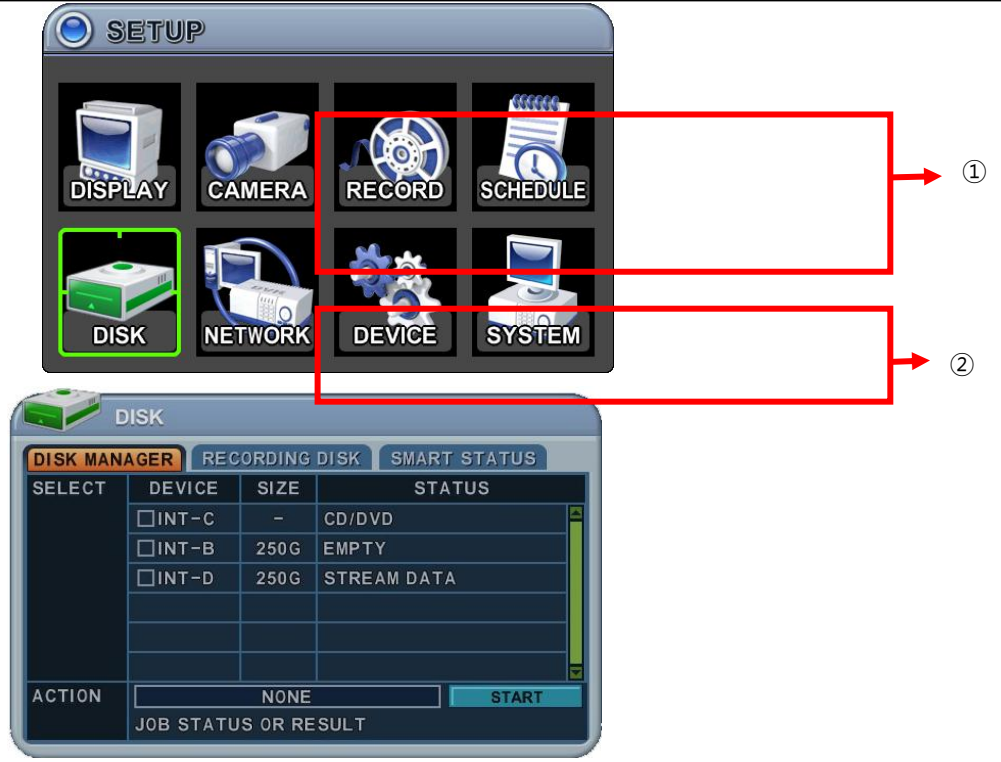 SETUP
DISPLAY CAMERA RECORD SCHEDULE
①
DISK NETWORK DEVICE SYSTEM
②
DISK
DISK MANAGER RECORDING DISK SMART STATUS
SELECT DEVICE SIZE STATUS
INT-C - CD/DVD
INT-B 250G EMPTY
INT-D 250G STREAM DATA
ACTION NONE START
JOB STATUS OR RESULT